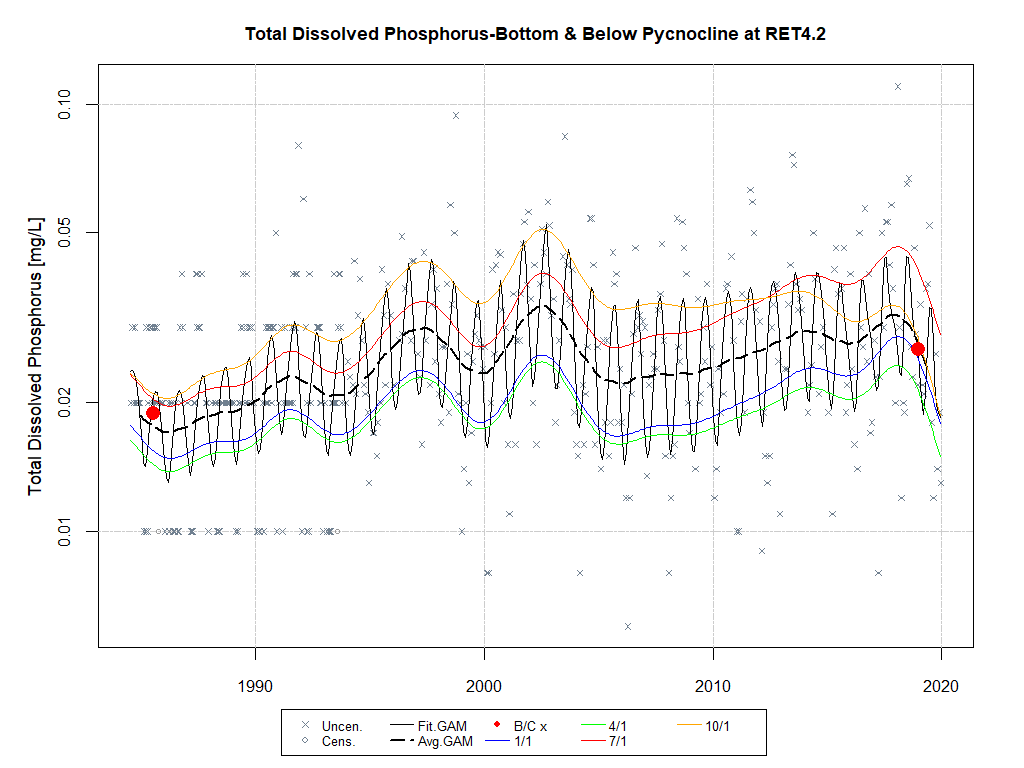 Total Dissolved Phosphorus-Bottom & Below Pycnocline at RET4.2
Total Dissolved Phosphorus [mg/L]
0.10
0.05
0.02
0.01
1990 2000 2010 2020
Uncen. Fit.GAM B/C x 4/1 10/1
Cens. Avg.GAM 1/1 7/1